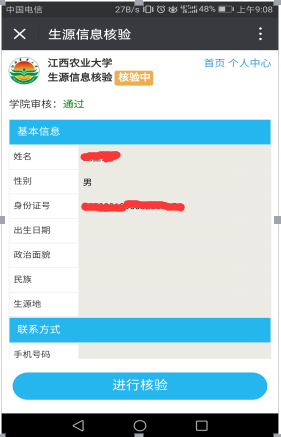 中国电信 27B/s 48% 上午9:08
生源信息核验
江西农业大学 首页 个人中心
生源信息核验 核验中
学院审核：通过
基本信息
姓名
性别 男
身份证号
出生日期
政治面貌
民族
生源地
联系方式
手机号码
进行核验